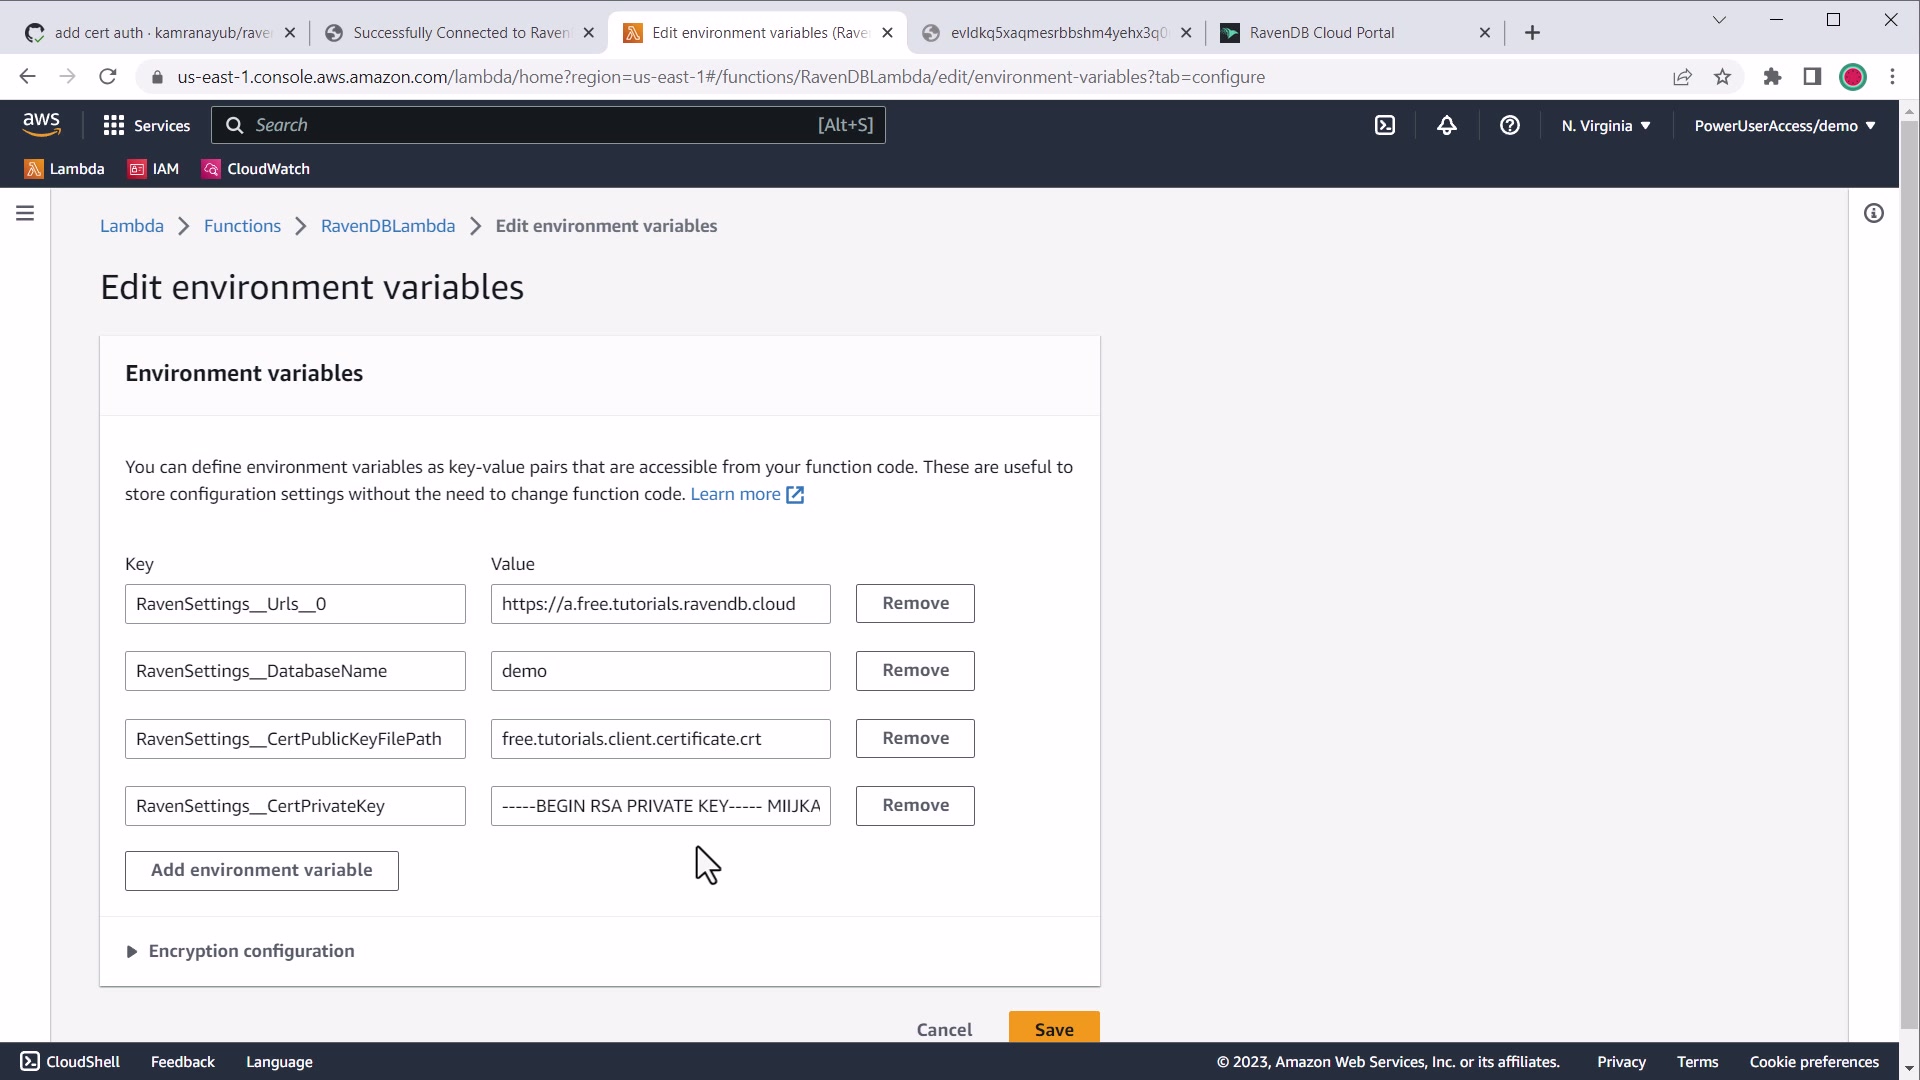 add cert auth · kamranayub/rave
Successfully Connected to Raven
Edit environment variables (Rave
evldkq5xaqmesrbbshm4yehx3q0
RavenDB Cloud Portal
us-east-1.console.aws.amazon.com/lambda/home?region=us-east-1#/functions/RavenDBLambda/edit/environment-variables?tab=configure
aws
Services
Search
[Alt+S]
N. Virginia
PowerUserAccess/demo
Lambda
IAM
CloudWatch
Lambda
Functions
RavenDBLambda
Edit environment variables
Edit environment variables
Environment variables
You can define environment variables as key-value pairs that are accessible from your function code. These are useful to
store configuration settings without the need to change function code. Learn more
Key
Value
RavenSettings__Urls__0
https://a.free.tutorials.ravendb.cloud
Remove
RavenSettings__DatabaseName
demo
Remove
RavenSettings__CertPublicKeyFilePath
free.tutorials.client.certificate.crt
Remove
RavenSettings__CertPrivateKey
-----BEGIN RSA PRIVATE KEY----- MIIJKA
Remove
Add environment variable
Encryption configuration
Cancel
Save
CloudShell
Feedback
Language
© 2023, Amazon Web Services, Inc. or its affiliates.
Privacy
Terms
Cookie preferences